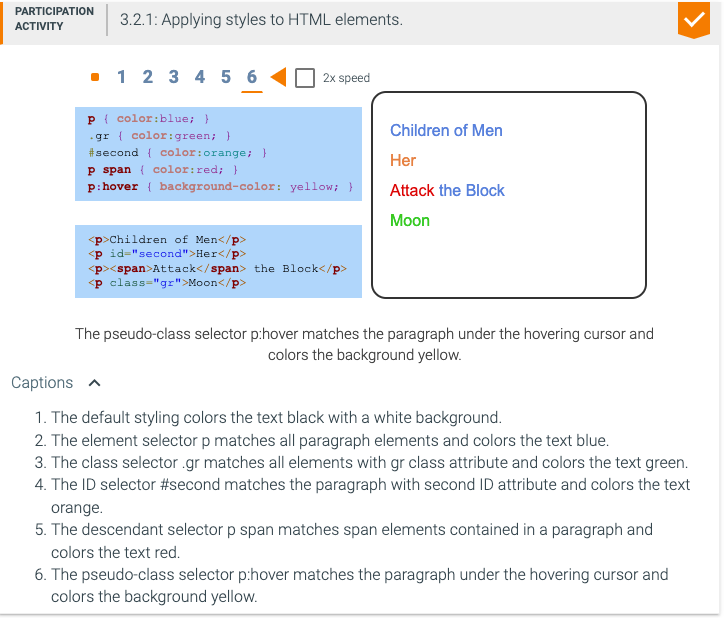 PARTICIPATION
ACTIVITY
3.2.1: Applying styles to HTML elements.
1 2 3 4 5 6 2x speed
p { color:blue; }
.gr { color:green; }
#second { color:orange; }
p span { color:red; }
p:hover { background-color: yellow; }
<p>Children of Men</p>
<p id="second">Her</p>
<p><span>Attack</span> the Block</p>
<p class="gr">Moon</p>
Children of Men
Her
Attack the Block
Moon
The pseudo-class selector p:hover matches the paragraph under the hovering cursor and
colors the background yellow.
Captions
1. The default styling colors the text black with a white background.
2. The element selector p matches all paragraph elements and colors the text blue.
3. The class selector .gr matches all elements with gr class attribute and colors the text green.
4. The ID selector #second matches the paragraph with second ID attribute and colors the text
orange.
5. The descendant selector p span matches span elements contained in a paragraph and
colors the text red.
6. The pseudo-class selector p:hover matches the paragraph under the hovering cursor and
colors the background yellow.